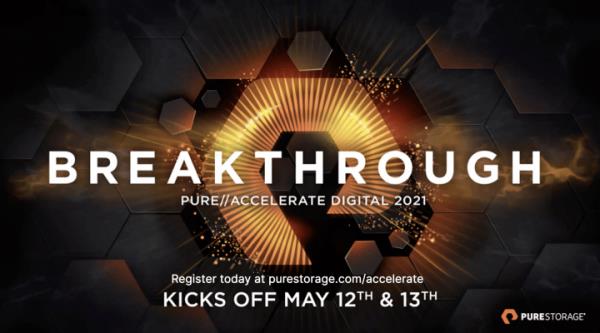 BREAKTHROUGH
PURE//ACCELERATE DIGITAL 2021
Register today at purestorage.com/accelerate
KICKS OFF MAY 12TH & 13TH
PURESTORAGE®